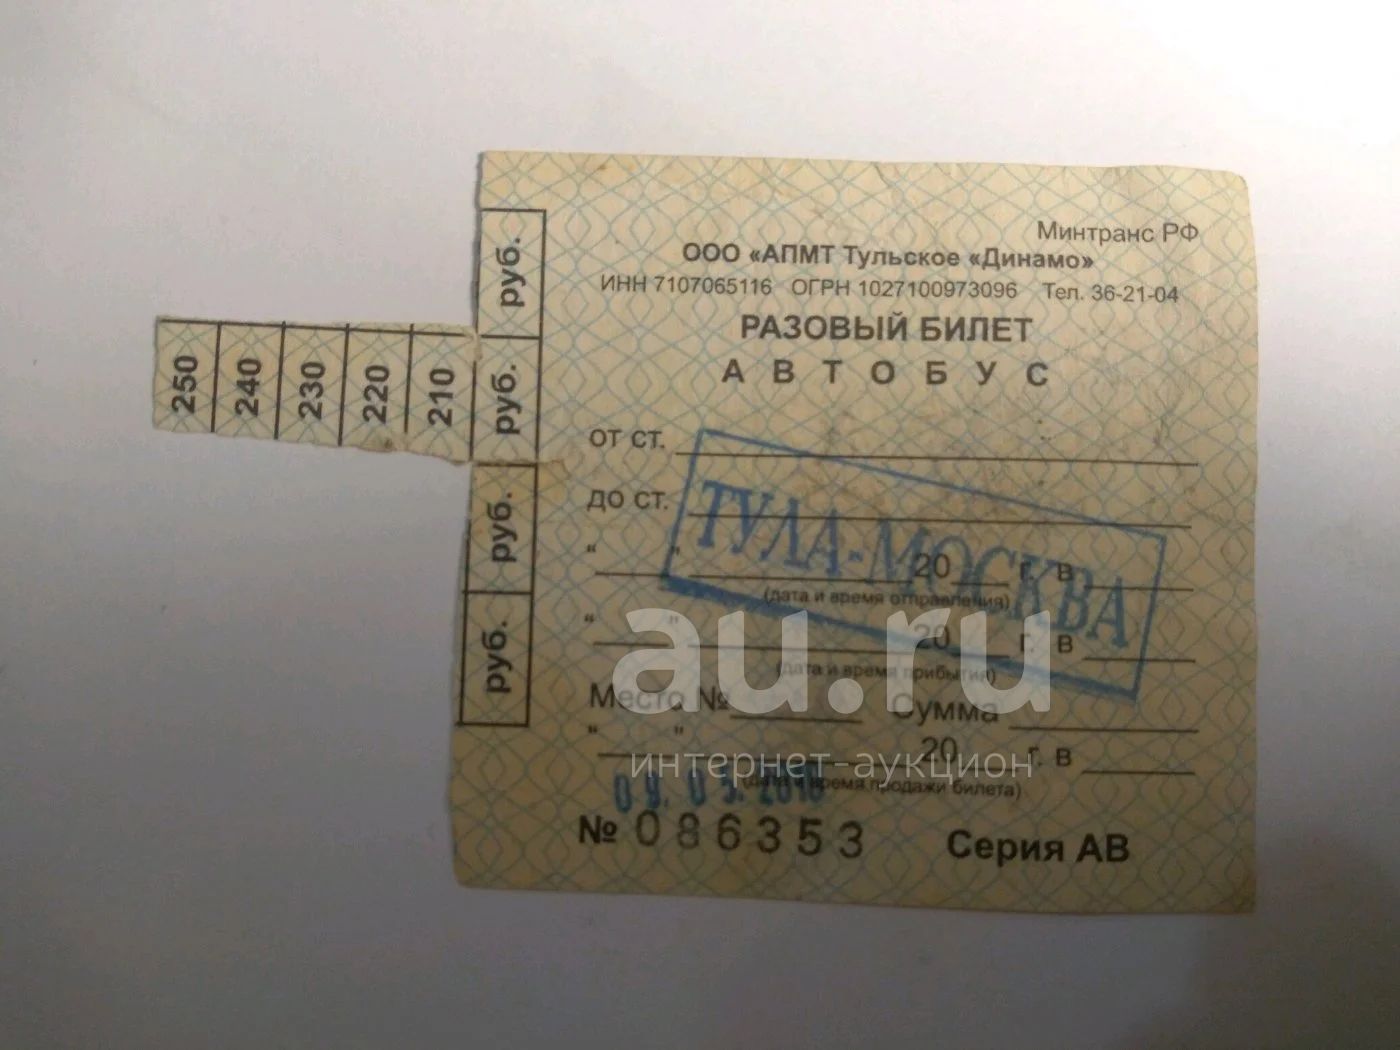 Минтранс РФ
ООО «АПМТ Тульское «Динамо»
ИНН 7107065116 ОГРН 1027100973096 Тел. 36-21-04
РАЗОВЫЙ БИЛЕТ
АВТОБУС
от ст.
до ст.
ТУЛА-МОСКВА
“ ” 20 г. в
(дата и время отправления)
“ ” 20 г. в
(дата и время прибытия)
Место № Сумма
“ ” 20 г. в
(дата и время продажи билета)
№ 086353 Серия АВ
руб.
руб.
руб.
руб.
250
240
230
220
210
au.ru
интернет-аукцион